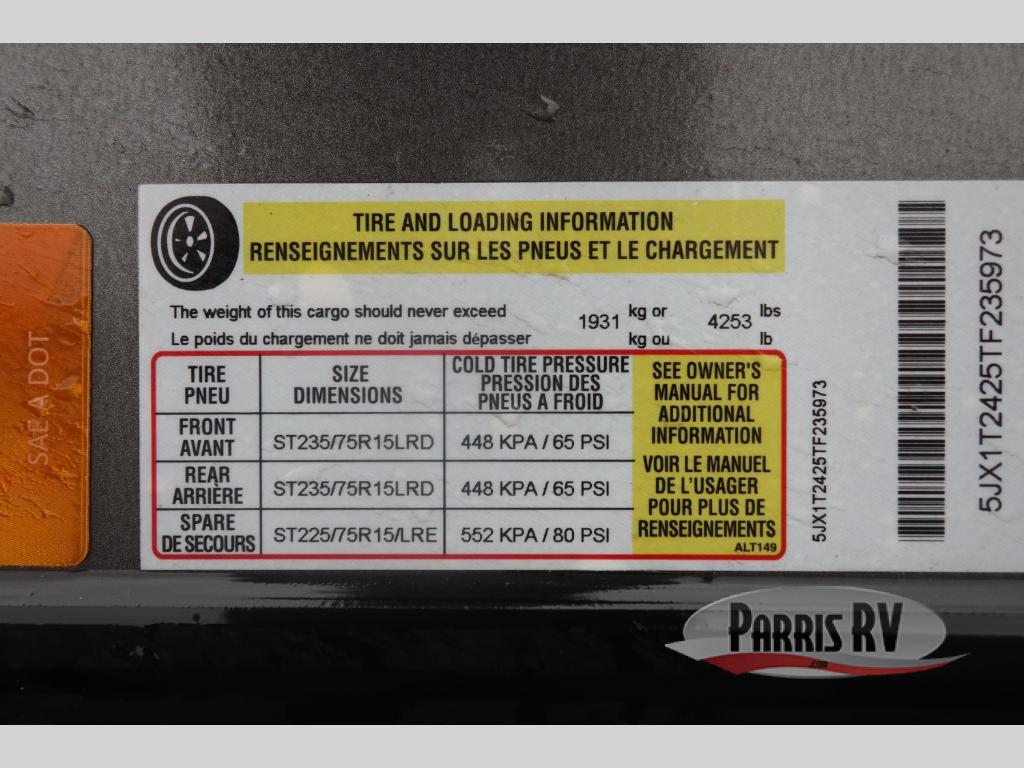 SAE A DOT
TIRE AND LOADING INFORMATION
RENSEIGNEMENTS SUR LES PNEUS ET LE CHARGEMENT
The weight of this cargo should never exceed 1931 kg or 4253 lbs
Le poids du chargement ne doit jamais dépasser kg ou lb
TIRE
PNEU
SIZE
DIMENSIONS
COLD TIRE PRESSURE
PRESSION DES
PNEUS A FROID
FRONT
AVANT
ST235/75R15LRD
448 KPA / 65 PSI
REAR
ARRIÈRE
ST235/75R15LRD
448 KPA / 65 PSI
SPARE
DE SECOURS
ST225/75R15/LRE
552 KPA / 80 PSI
SEE OWNER'S
MANUAL FOR
ADDITIONAL
INFORMATION
VOIR LE MANUEL
DE L'USAGER
POUR PLUS DE
RENSEIGNEMENTS
ALT149
5JX1T2425TF235973
5JX1T2425TF235973
PARRIS RV
.com